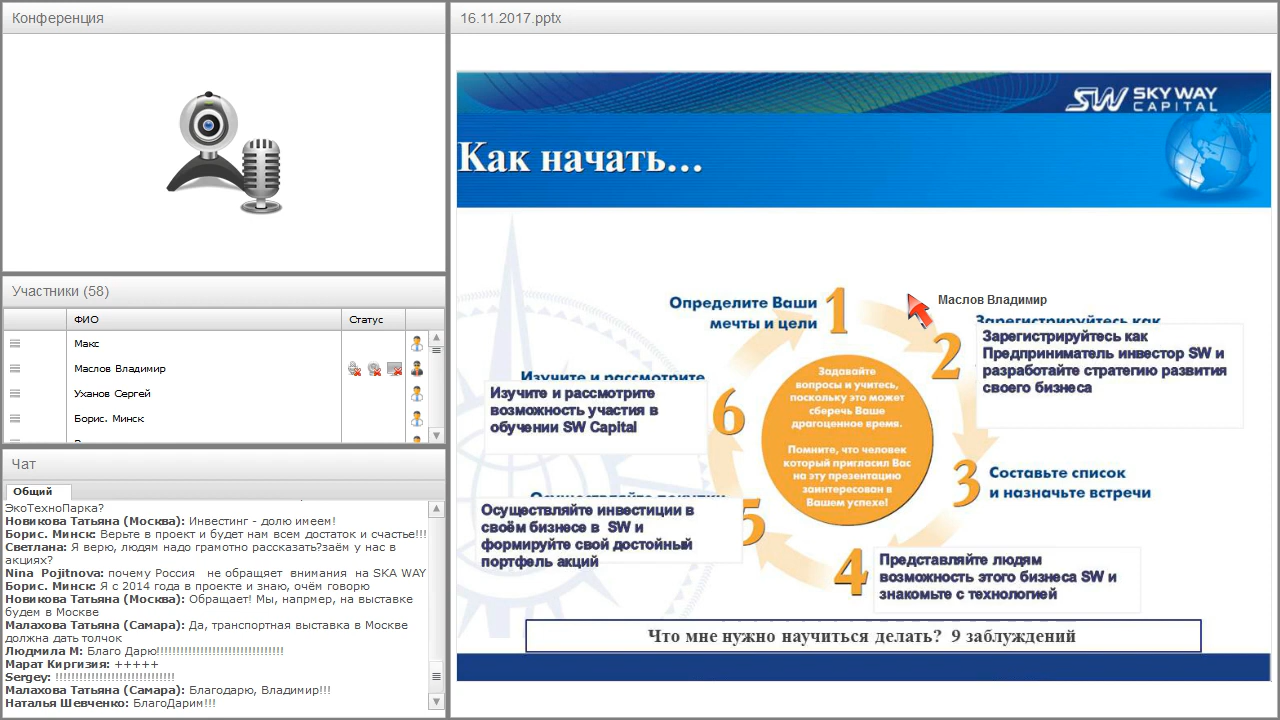 Конференция
Участники (58)
ФИО
Статус
Макс
Маслов Владимир
Уханов Сергей
Борис. Минск
Чат
Общий
ЭкоТехноПарка?
Новикова Татьяна (Москва): Инвестинг - долю имеем!
Борис. Минск: Верьте в проект и будет нам всем достаток и счастье!!!
Светлана: Я верю, людям надо грамотно рассказать?заём у нас в
акциях?
Nina Pojitnova: почему Россия не обращяет внимания на SKA WAY
Борис. Минск: Я с 2014 года в проекте и знаю, очём говорю
Новикова Татьяна (Москва): Обращает! Мы, напрмер, на выставке
будем в Москве
Малахова Татьяна (Самара): Да, транспортная выставка в Москве
должна дать толчок
Людмила М: Благо Дарю!!!!!!!!!!!!!!!!!!!!!!!!!!!!!!!!
Марат Киргизия: +++++
Sergey: !!!!!!!!!!!!!!!!!!!!!!!!!!!!!!
Малахова Татьяна (Самара): Благодарю, Владимир!!!
Наталья Шевченко: БлагоДарим!!!
16.11.2017.pptx
SW SKY WAY
CAPITAL
Как начать...
1
Определите Ваши
мечты и цели
Маслов Владимир
2
Зарегистрируйтесь как
Зарегистрируйтесь как
Предприниматель инвестор SW и
разработайте стратегию развития
своего бизнеса
3
Составьте список
и назначьте встречи
4
Представляйте людям
возможность этого бизнеса SW и
знакомьте с технологией
5
Осуществляйте покупки
Осуществляйте инвестиции в
своём бизнесе в SW и
формируйте свой достойный
портфель акций
6
Изучите и рассмотрите
Изучите и рассмотрите
возможность участия в
обучении SW Capital
Задавайте
вопросы и учитесь,
поскольку это может
сберечь Ваше
драгоценное время.
Помните, что человек
который пригласил Вас
на эту презентацию
заинтересован в
Вашем успехе!
Что мне нужно научиться делать? 9 заблуждений